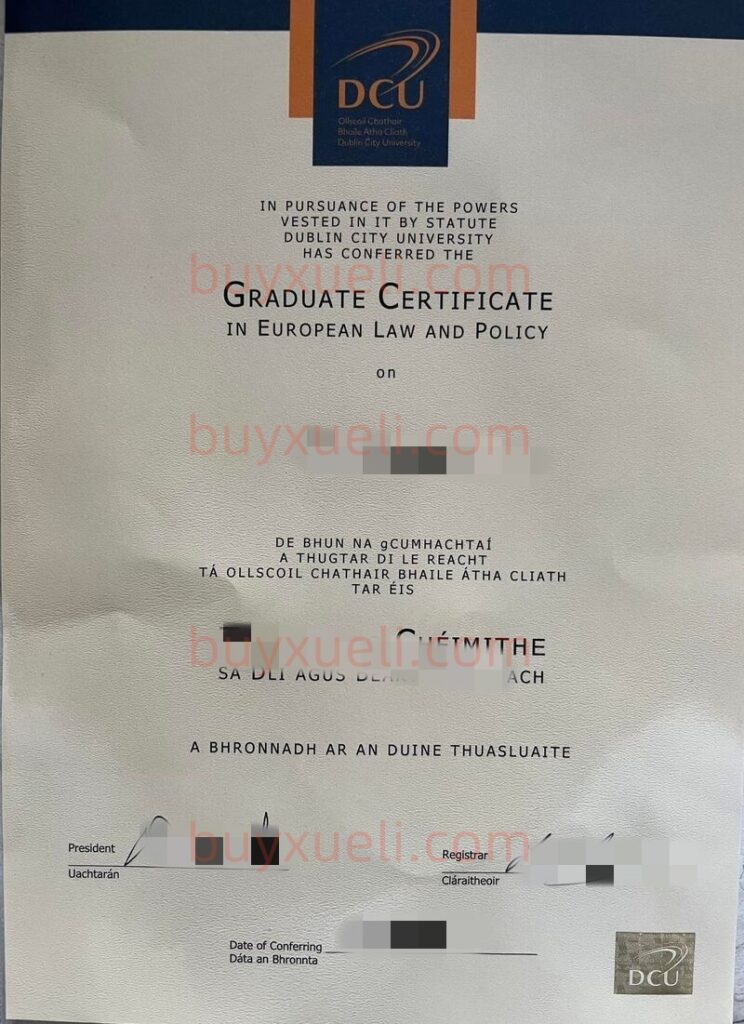 DCU
Ollscoil Chathair
Bhaile Átha Cliath
Dublin City University
IN PURSUANCE OF THE POWERS
VESTED IN IT BY STATUTE
DUBLIN CITY UNIVERSITY
HAS CONFERRED THE
buyxueli.com
GRADUATE CERTIFICATE
IN EUROPEAN LAW AND POLICY
on
buyxueli.com
DE BHUN NA gCUMHACHTAÍ
A THUGTAR DI LE REACHT
TÁ OLLSCOIL CHATHAIR BHAILE ÁTHA CLIATH
TAR ÉIS
CHÉIMITHE
buyxueli.com
SA DLÍ AGUS
A BHRONNADH AR AN DUINE THUASLUAITE
President
Uachtarán
buyxueli.com
Registrar
Cláraitheoir
Date of Conferring
Dáta an Bhronnta
DCU